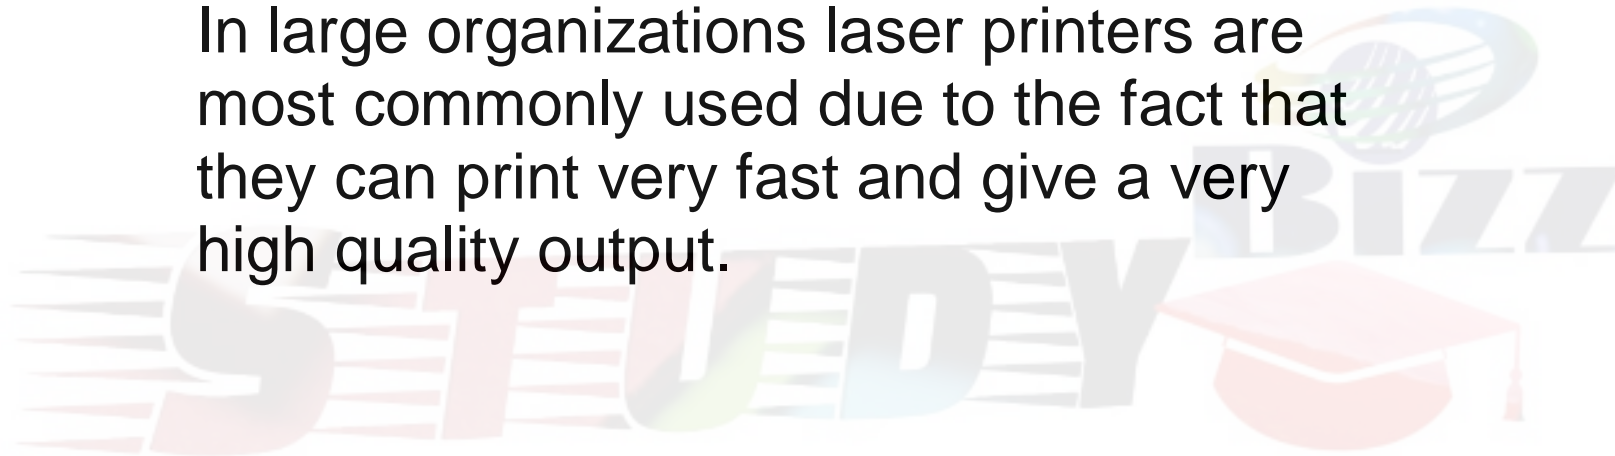 In large organizations laser printers are
most commonly used due to the fact that
they can print very fast and give a very
high quality output.
Bizz
STUDY